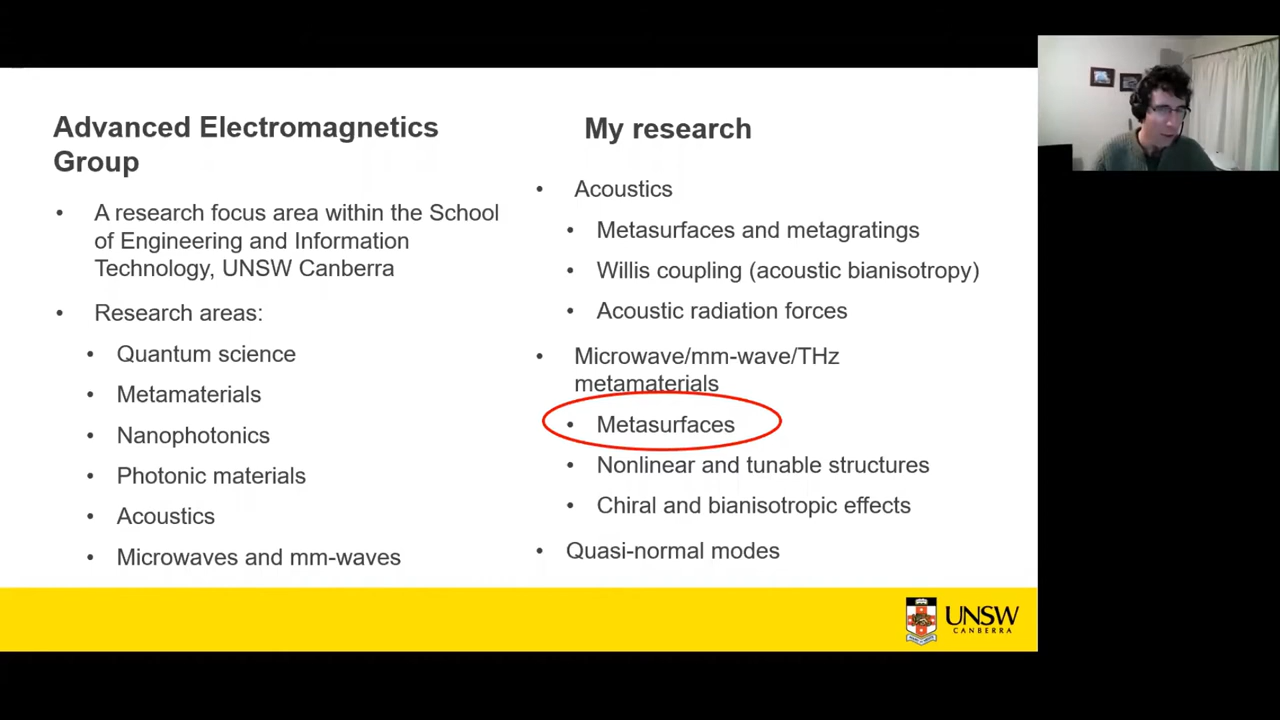 Advanced Electromagnetics
Group
• A research focus area within the School
of Engineering and Information
Technology, UNSW Canberra
• Research areas:
• Quantum science
• Metamaterials
• Nanophotonics
• Photonic materials
• Acoustics
• Microwaves and mm-waves
My research
• Acoustics
• Metasurfaces and metagratings
• Willis coupling (acoustic bianisotropy)
• Acoustic radiation forces
• Microwave/mm-wave/THz
metamaterials
• Metasurfaces
• Nonlinear and tunable structures
• Chiral and bianisotropic effects
• Quasi-normal modes
UNSW
CANBERRA